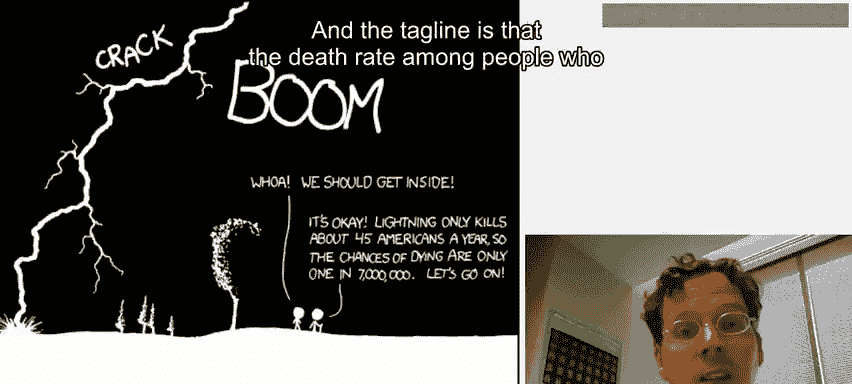 And the tagline is that
the death rate among people who
CRACK
BOOM
WHOA! WE SHOULD GET INSIDE!
IT'S OKAY! LIGHTNING ONLY KILLS
ABOUT 45 AMERICANS A YEAR, SO
THE CHANCES OF DYING ARE ONLY
ONE IN 7,000,000. LET'S GO ON!